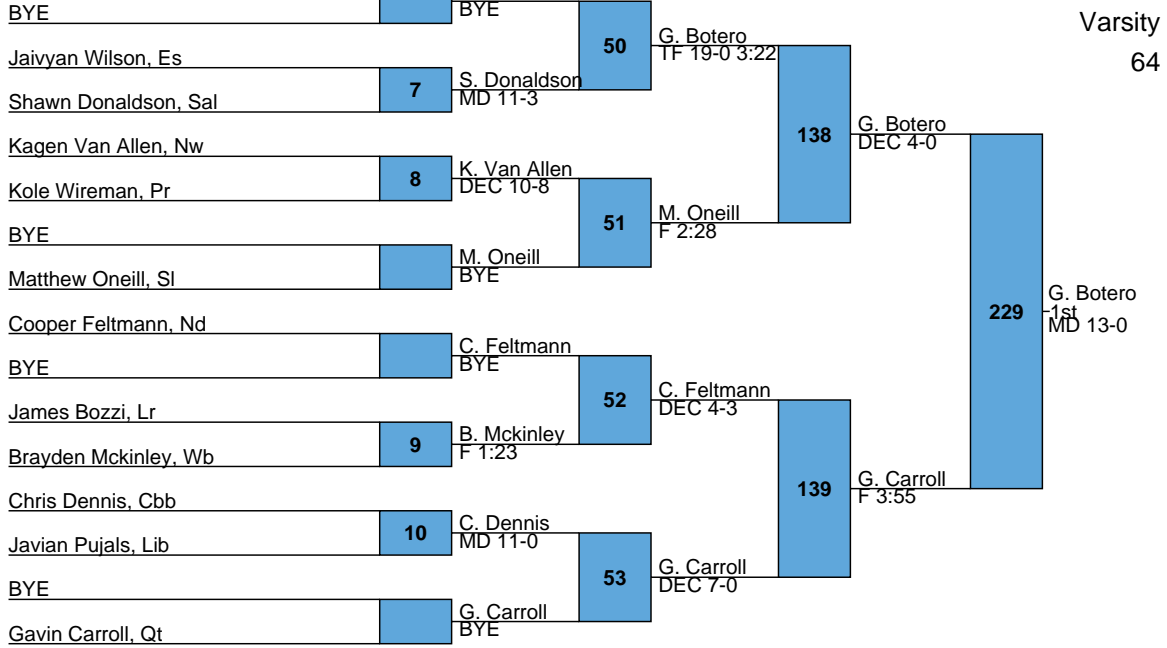 BYE
BYE
Varsity
64
Jaivyan Wilson, Es
50
G. Botero
TF 19-0 3:22
7
S. Donaldson
MD 11-3
Shawn Donaldson, Sal
138
G. Botero
DEC 4-0
Kagen Van Allen, Nw
8
K. Van Allen
DEC 10-8
Kole Wireman, Pr
51
M. Oneill
F 2:28
BYE
M. Oneill
BYE
Matthew Oneill, Sl
229
G. Botero
1st
MD 13-0
Cooper Feltmann, Nd
C. Feltmann
BYE
BYE
52
C. Feltmann
DEC 4-3
James Bozzi, Lr
9
B. Mckinley
F 1:23
Brayden Mckinley, Wb
139
G. Carroll
F 3:55
Chris Dennis, Cbb
10
C. Dennis
MD 11-0
Javian Pujals, Lib
53
G. Carroll
DEC 7-0
BYE
G. Carroll
BYE
Gavin Carroll, Qt